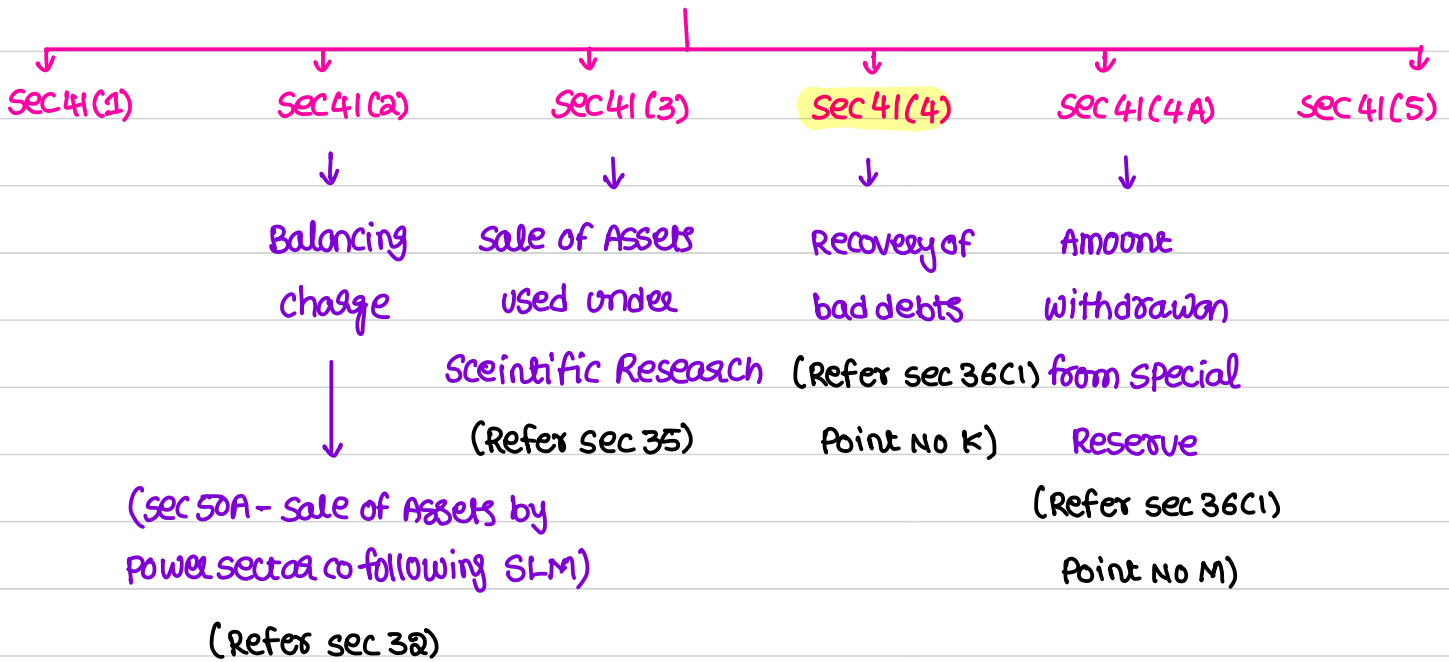 Sec 41(1) Sec 41(2) Sec 41(3) Sec 41(4) Sec 41(4A) Sec 41(5)
Balancing
charge
(Sec 50A - Sale of Assets by
power sector co following SLM)
(Refer Sec 32)
Sale of Assets
used under
Sceintific Research
(Refer Sec 35)
Recovery of
bad debts
(Refer Sec 36(1)
Point No K)
Amount
withdrawon
from special
Reserve
(Refer Sec 36(1)
Point No M)